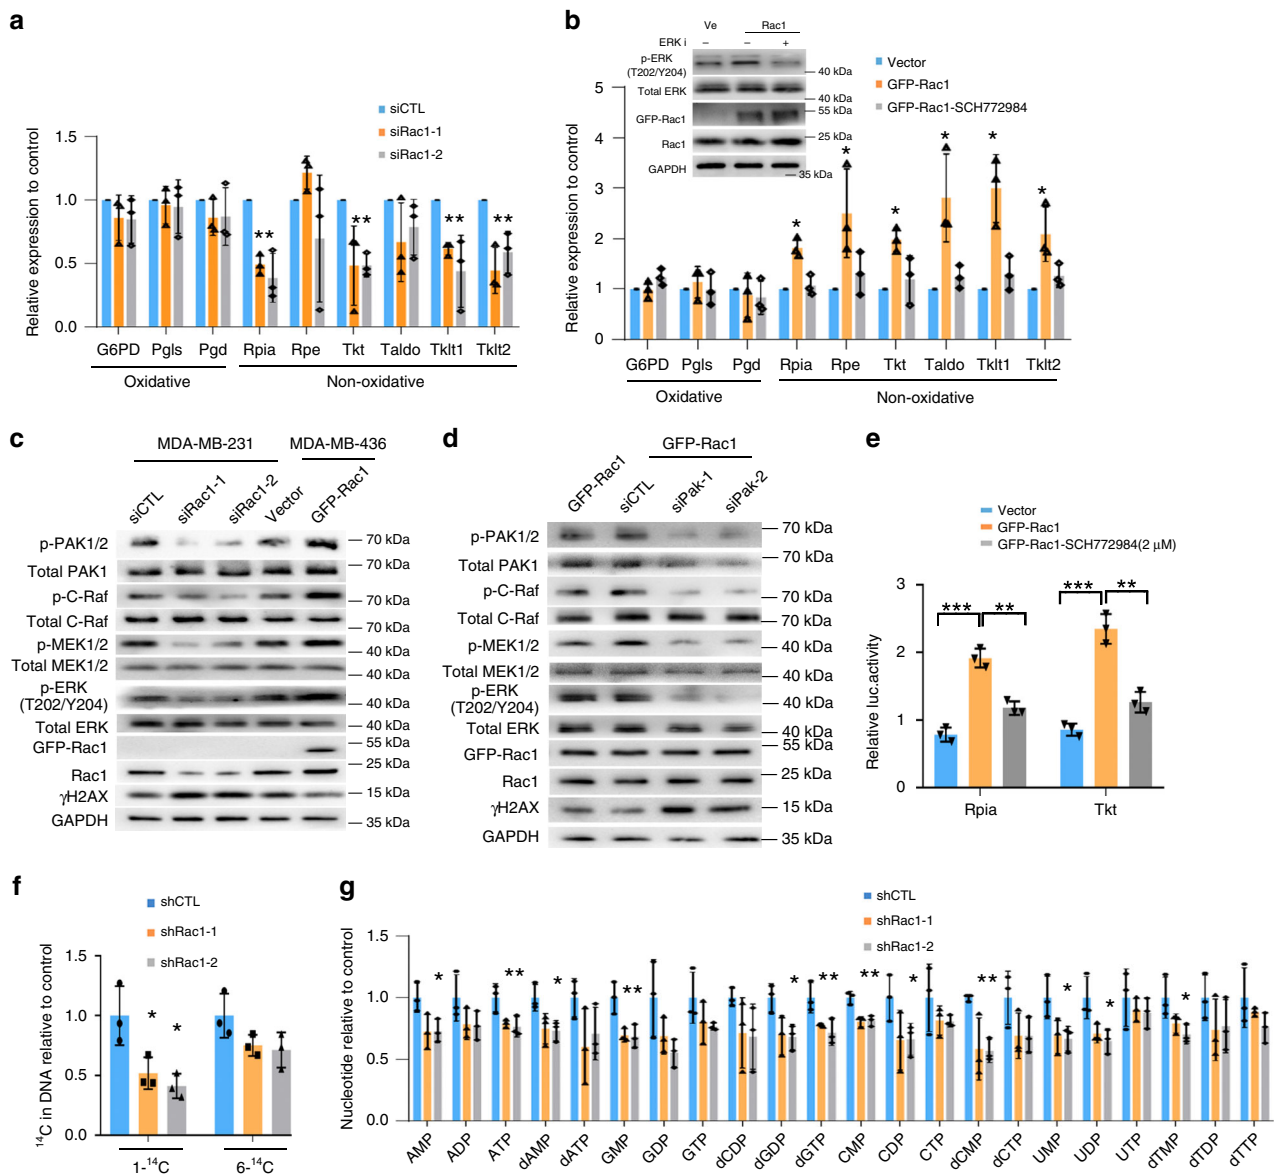 a
siCTL
siRac1-1
siRac1-2
Relative expression to control
1.5
1.0
0.5
0.0
** ** ** **
G6PD Pgls Pgd Rpia Rpe Tkt Taldo Tklt1 Tklt2
Oxidative Non-oxidative
b
Ve Rac1
ERK i – – +
p-ERK
(T202/Y204)
40 kDa
Total ERK
40 kDa
GFP-Rac1
55 kDa
Rac1
25 kDa
GAPDH
35 kDa
Vector
GFP-Rac1
GFP-Rac1-SCH772984
Relative expression to control
5
4
3
2
1
0
* * * * * *
G6PD Pgls Pgd Rpia Rpe Tkt Taldo Tklt1 Tklt2
Oxidative Non-oxidative
c
MDA-MB-231 MDA-MB-436
siCTL siRac1-1 siRac1-2 Vector GFP-Rac1
p-PAK1/2 70 kDa
Total PAK1 70 kDa
p-C-Raf 70 kDa
Total C-Raf 70 kDa
p-MEK1/2 40 kDa
Total MEK1/2 40 kDa
p-ERK
(T202/Y204) 40 kDa
Total ERK 40 kDa
GFP-Rac1 55 kDa
Rac1 25 kDa
γH2AX 15 kDa
GAPDH 35 kDa
d
GFP-Rac1
GFP-Rac1 siCTL siPak-1 siPak-2
p-PAK1/2 70 kDa
Total PAK1 70 kDa
p-C-Raf 70 kDa
Total C-Raf 70 kDa
p-MEK1/2 40 kDa
Total MEK1/2 40 kDa
p-ERK
(T202/Y204) 40 kDa
Total ERK 40 kDa
GFP-Rac1 55 kDa
Rac1 25 kDa
γH2AX 15 kDa
GAPDH 35 kDa
e
Vector
GFP-Rac1
GFP-Rac1-SCH772984(2 μM)
Relative luc.activity
3
2
1
0
*** ** *** **
Rpia Tkt
f
shCTL
shRac1-1
shRac1-2
¹⁴C in DNA relative to control
1.5
1.0
0.5
0.0
* *
1-¹⁴C 6-¹⁴C
g
shCTL
shRac1-1
shRac1-2
Nucleotide relative to control
1.5
1.0
0.5
0.0
* ** * ** * ** ** * ** * * *
AMP ADP ATP dAMP dATP GMP GDP GTP dCDP dGDP dGTP CMP CDP CTP dCMP dCTP UMP UDP UTP dTMP dTDP dTTP